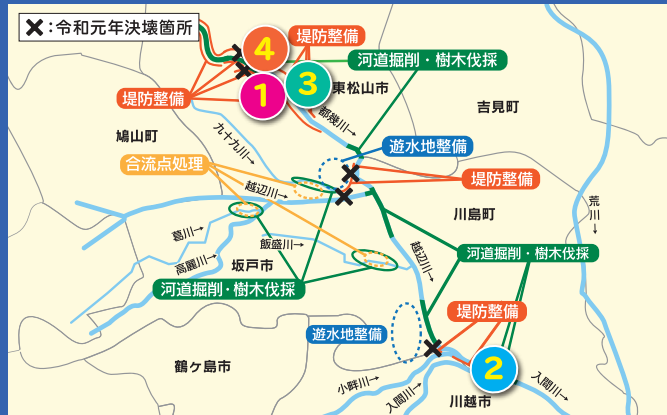 ✕:令和元年決壊箇所
4
堤防整備
河道掘削・樹木伐採
1
3
東松山市
堤防整備
都幾川→
吉見町
鳩山町
九十九川→
遊水地整備
合流点処理
堤防整備
越辺川→
荒川→
川島町
葛川→
飯盛川→
越辺川→
河道掘削・樹木伐採
高麗川→
坂戸市
河道掘削・樹木伐採
堤防整備
遊水地整備
鶴ヶ島市
2
小畔川→
入間川→
川越市
入間川→